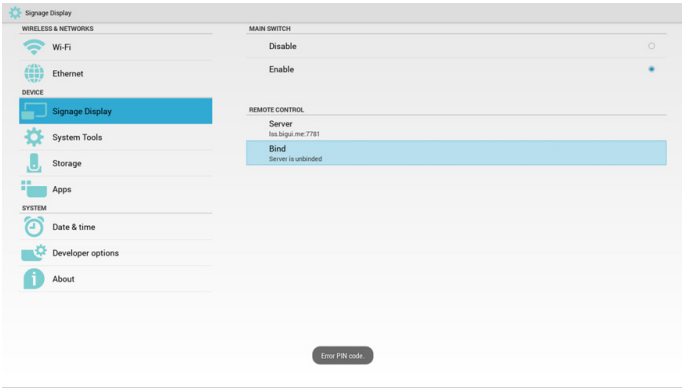 Signage Display
WIRELESS & NETWORKS
Wi-Fi
Ethernet
DEVICE
Signage Display
System Tools
Storage
Apps
SYSTEM
Date & time
Developer options
About
MAIN SWITCH
Disable
Enable
REMOTE CONTROL
Server
lss.bigui.me:7781
Bind
Server is unbinded
Error PIN code.